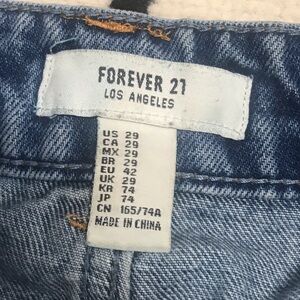 FOREVER 21
LOS ANGELES
US 29
CA 29
MX 29
BR 29
EU 42
UK 29
KR 74
JP 74
CN 165/74A
MADE IN CHINA